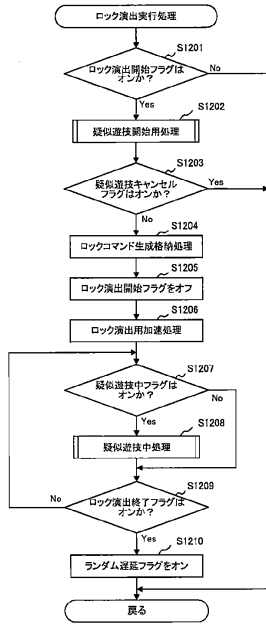 ロック演出実行処理
S1201
ロック演出開始フラグは
オンか？
No
Yes
S1202
疑似遊技開始用処理
S1203
疑似遊技キャンセル
フラグはオンか？
Yes
No
S1204
ロックコマンド生成格納処理
S1205
ロック演出開始フラグをオフ
S1206
ロック演出用加速処理
S1207
疑似遊技中フラグは
オンか？
No
Yes
S1208
疑似遊技中処理
S1209
No
ロック演出終了フラグは
オンか？
Yes
S1210
ランダム遅延フラグをオン
戻る